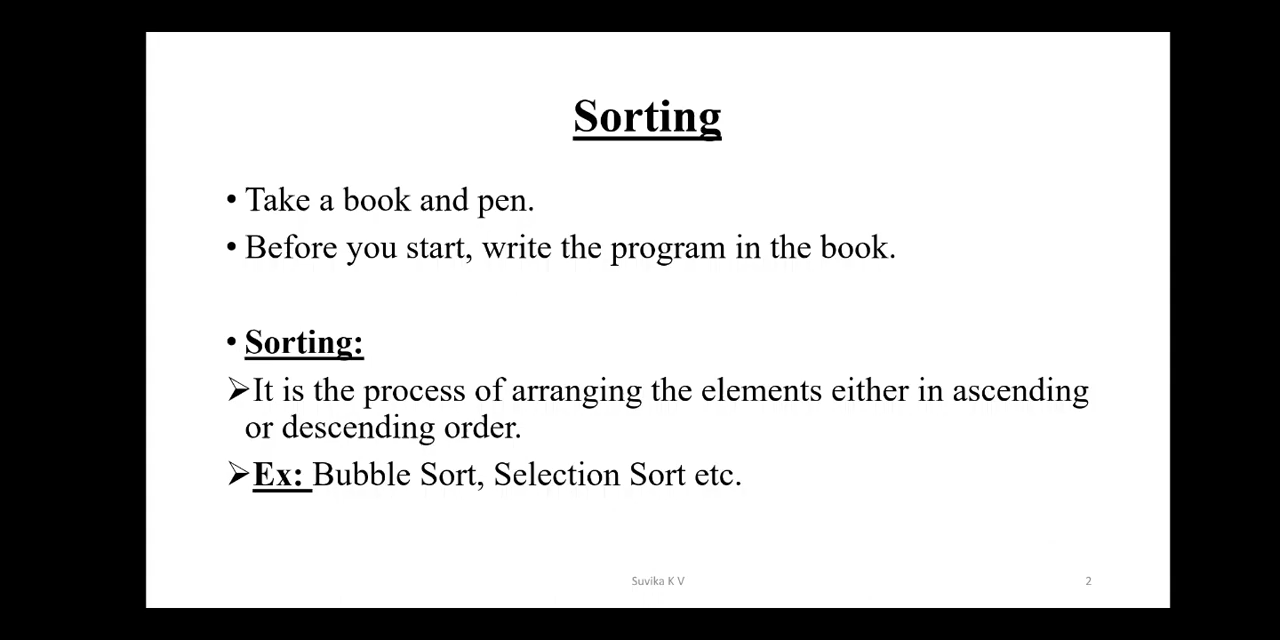 Sorting
• Take a book and pen.
• Before you start, write the program in the book.
• Sorting:
➢It is the process of arranging the elements either in ascending
or descending order.
➢Ex: Bubble Sort, Selection Sort etc.
Suvika K V
2